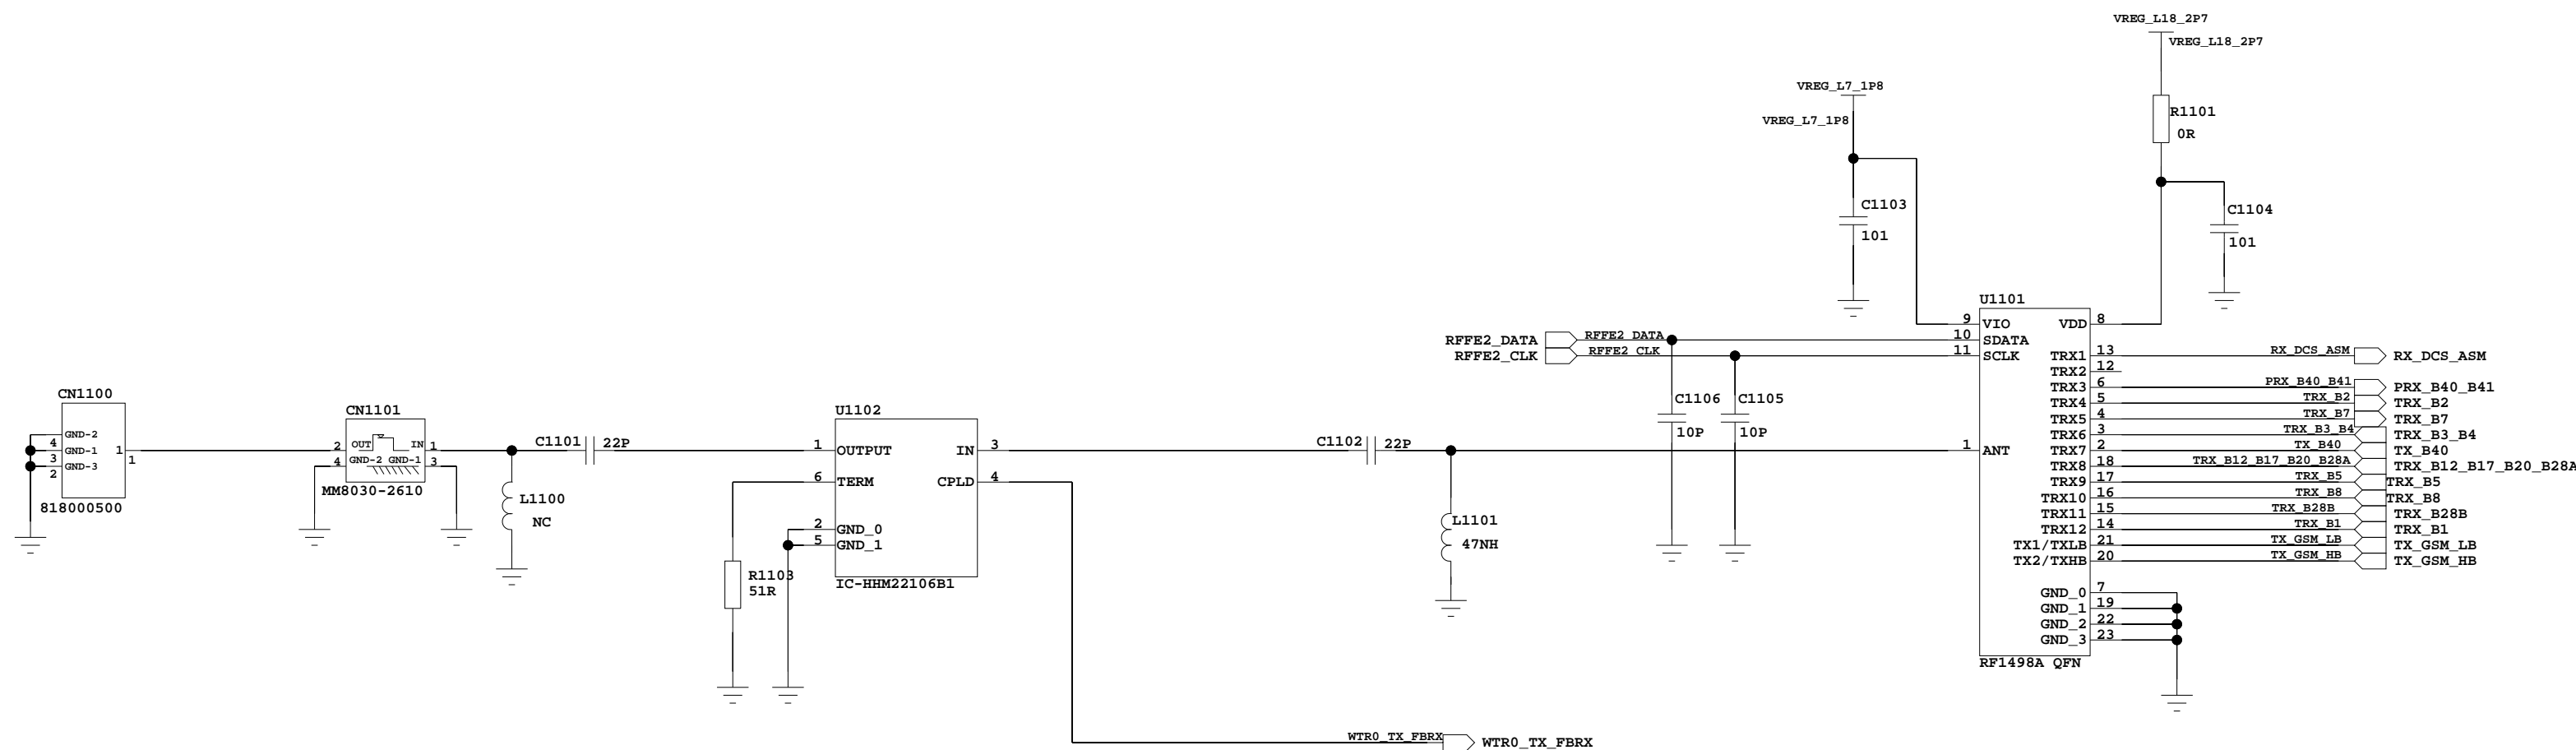 VREG_L18_2P7
VREG_L18_2P7
R1101
0R
VREG_L7_1P8
VREG_L7_1P8
C1103
101
C1104
101
U1101
9 VIO VDD 8
10 SDATA
11 SCLK
RFFE2_DATA RFFE2_DATA
RFFE2_CLK RFFE2_CLK
TRX1 13 RX_DCS_ASM RX_DCS_ASM
TRX2 12
TRX3 6 PRX_B40_B41 PRX_B40_B41
TRX4 5 TRX_B2 TRX_B2
TRX5 4 TRX_B7 TRX_B7
TRX6 3 TRX_B3_B4 TRX_B3_B4
1 ANT TRX7 2 TX_B40 TX_B40
TRX8 18 TRX_B12_B17_B20_B28A TRX_B12_B17_B20_B28A
TRX9 17 TRX_B5 TRX_B5
TRX10 16 TRX_B8 TRX_B8
TRX11 15 TRX_B28B TRX_B28B
TRX12 14 TRX_B1 TRX_B1
TX1/TXLB 21 TX_GSM_LB TX_GSM_LB
TX2/TXHB 20 TX_GSM_HB TX_GSM_HB
GND_0 7
GND_1 19
GND_2 22
GND_3 23
RF1498A QFN
C1106
10P
C1105
10P
CN1100
GND-2
4 GND-1 1
3 GND-3 1
2
818000500
CN1101
2 OUT IN 1
4 GND-2 GND-1 3
MM8030-2610
L1100
NC
C1101 22P
U1102
1 OUTPUT IN 3
6 TERM CPLD 4
2 GND_0
5 GND_1
IC-HHM22106B1
R1103
51R
C1102 22P
L1101
47NH
WTR0_TX_FBRX WTR0_TX_FBRX